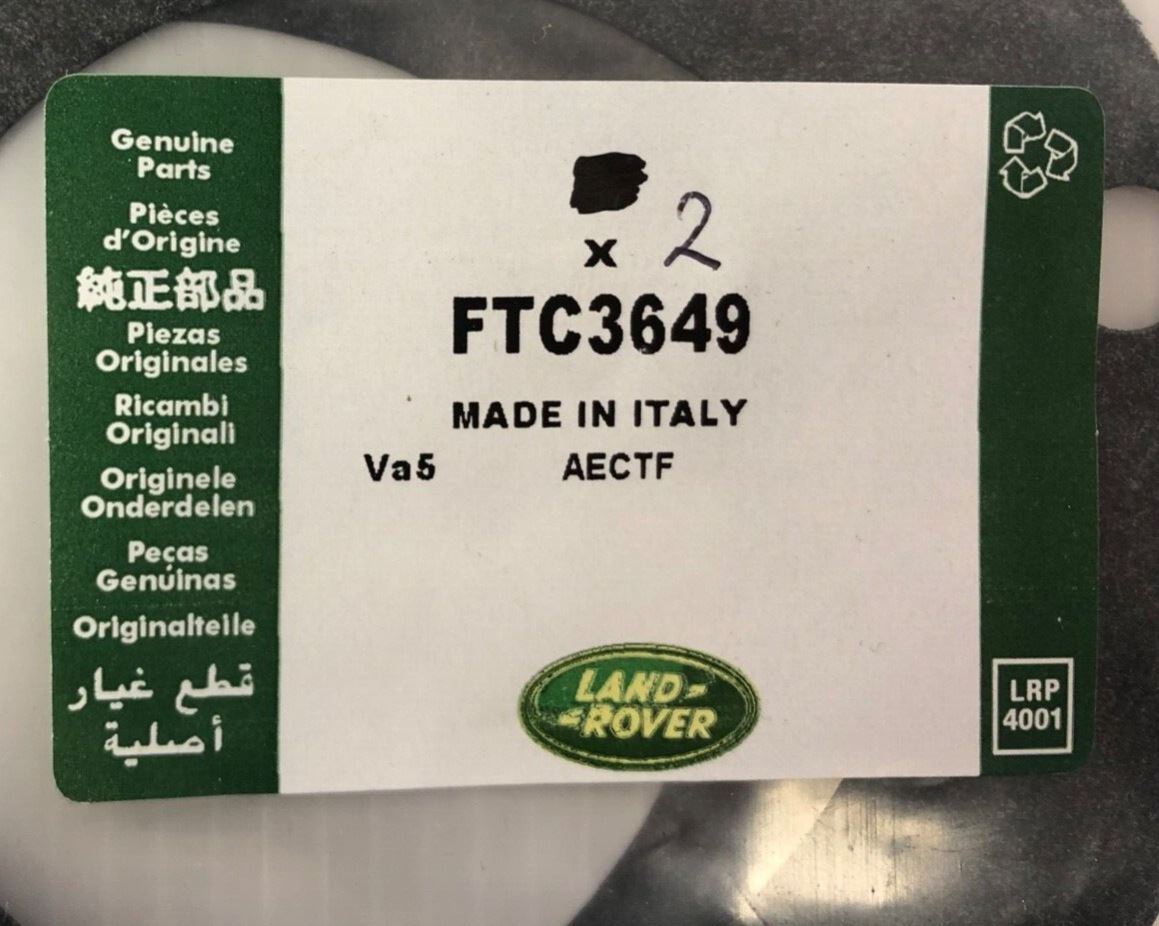 Genuine
Parts
Pièces
d'Origine
純正部品
Piezas
Originales
Ricambi
Originali
Originele
Onderdelen
Peças
Genúinas
Originalteile
قطع غيار
أصلية
x 2
FTC3649
MADE IN ITALY
Va5 AECTF
LAND-
-ROVER
LRP
4001